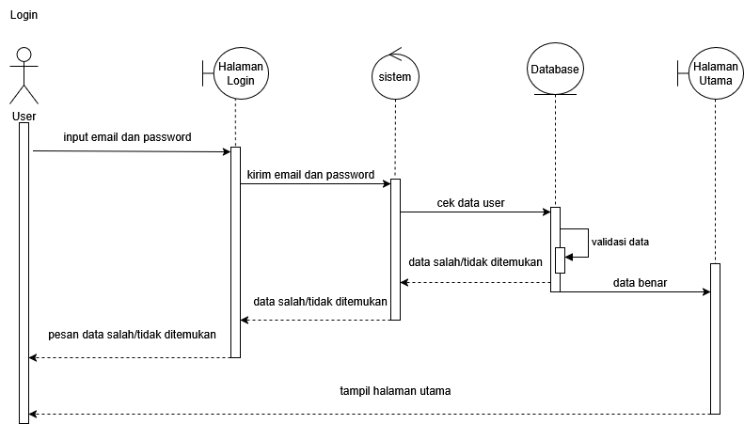 Login
User
Halaman
Login
sistem
Database
Halaman
Utama
input email dan password
kirim email dan password
cek data user
validasi data
data salah/tidak ditemukan
data benar
data salah/tidak ditemukan
pesan data salah/tidak ditemukan
tampil halaman utama